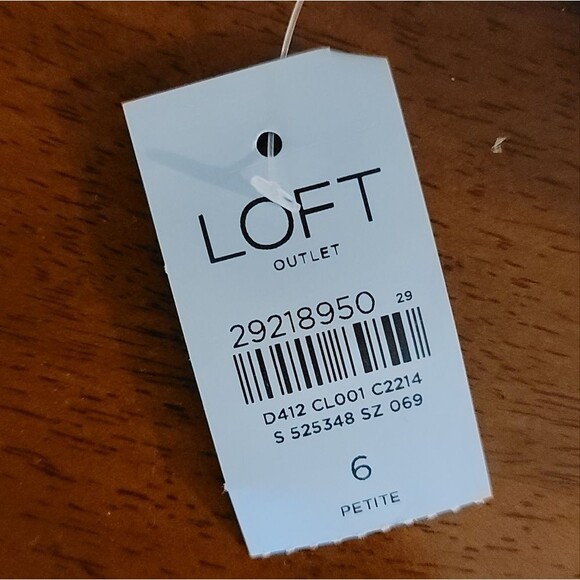 LOFT
OUTLET
29218950 29
D412 CL001 C2214
S 525348 SZ 069
6
PETITE